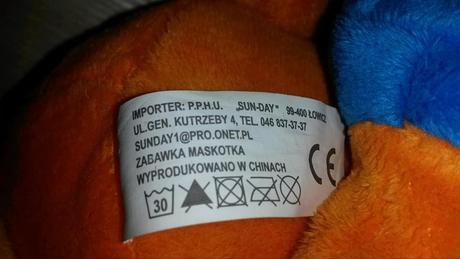 IMPORTER: P.P.H.U. „SUN-DAY" 99-400 ŁOWICZ
UL.GEN. KUTRZEBY 4, TEL. 046 837-37-37
SUNDAY1@PRO.ONET.PL
ZABAWKA MASKOTKA
WYPRODUKOWANO W CHINACH
CE
30